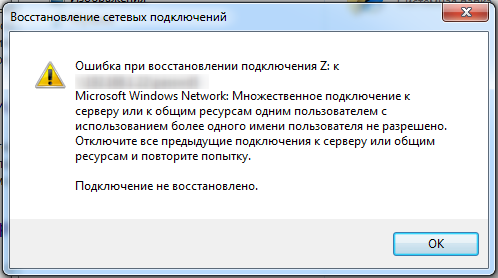 Восстановление сетевых подключений
Ошибка при восстановлении подключения Z: к
Microsoft Windows Network: Множественное подключение к
серверу или к общим ресурсам одним пользователем с
использованием более одного имени пользователя не разрешено.
Отключите все предыдущие подключения к серверу или общим
ресурсам и повторите попытку.
Подключение не восстановлено.
OK